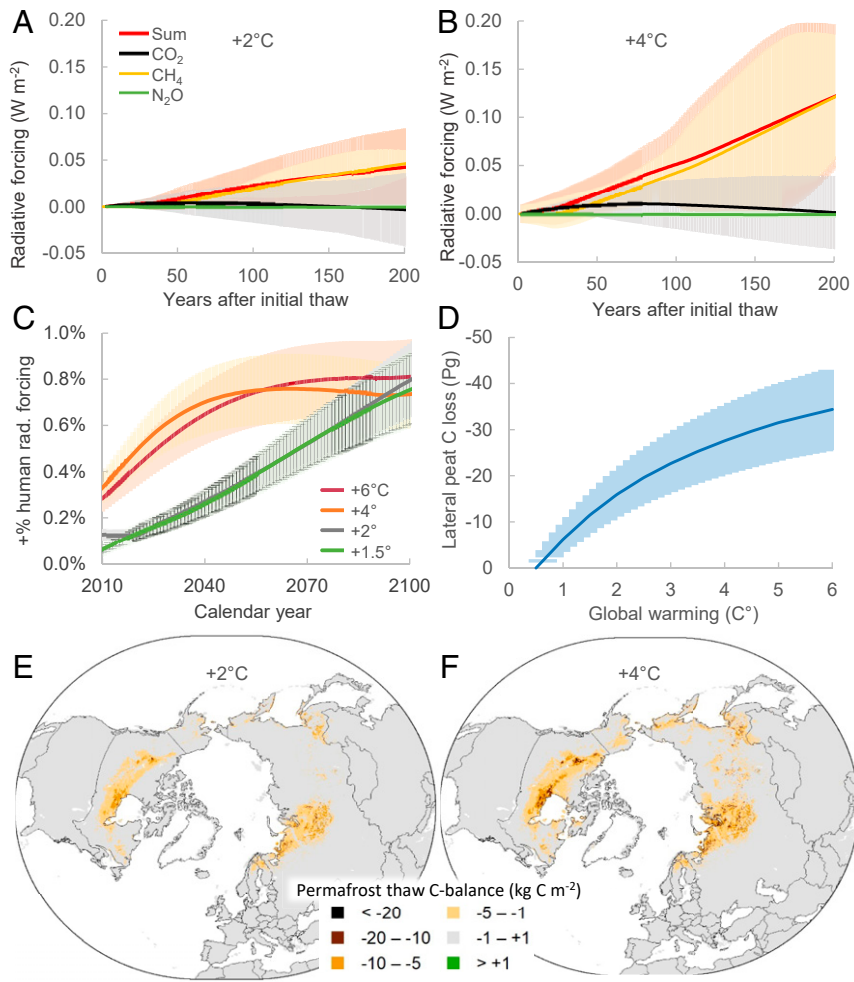 A
+2°C
Sum
CO₂
CH₄
N₂O
Radiative forcing (W m⁻²)
0.20
0.15
0.10
0.05
0.00
-0.05
0 50 100 150 200
Years after initial thaw
B
+4°C
Radiative forcing (W m⁻²)
0.20
0.15
0.10
0.05
0.00
-0.05
0 50 100 150 200
Years after initial thaw
C
+% human rad. forcing
1.0%
0.8%
0.6%
0.4%
0.2%
0.0%
+6°C
+4°
+2°
+1.5°
2010 2040 2070 2100
Calendar year
D
Lateral peat C loss (Pg)
-50
-40
-30
-20
-10
0
0 1 2 3 4 5 6
Global warming (C°)
E
+2°C
F
+4°C
Permafrost thaw C-balance (kg C m⁻²)
< -20
-20 – -10
-10 – -5
-5 – -1
-1 – +1
> +1